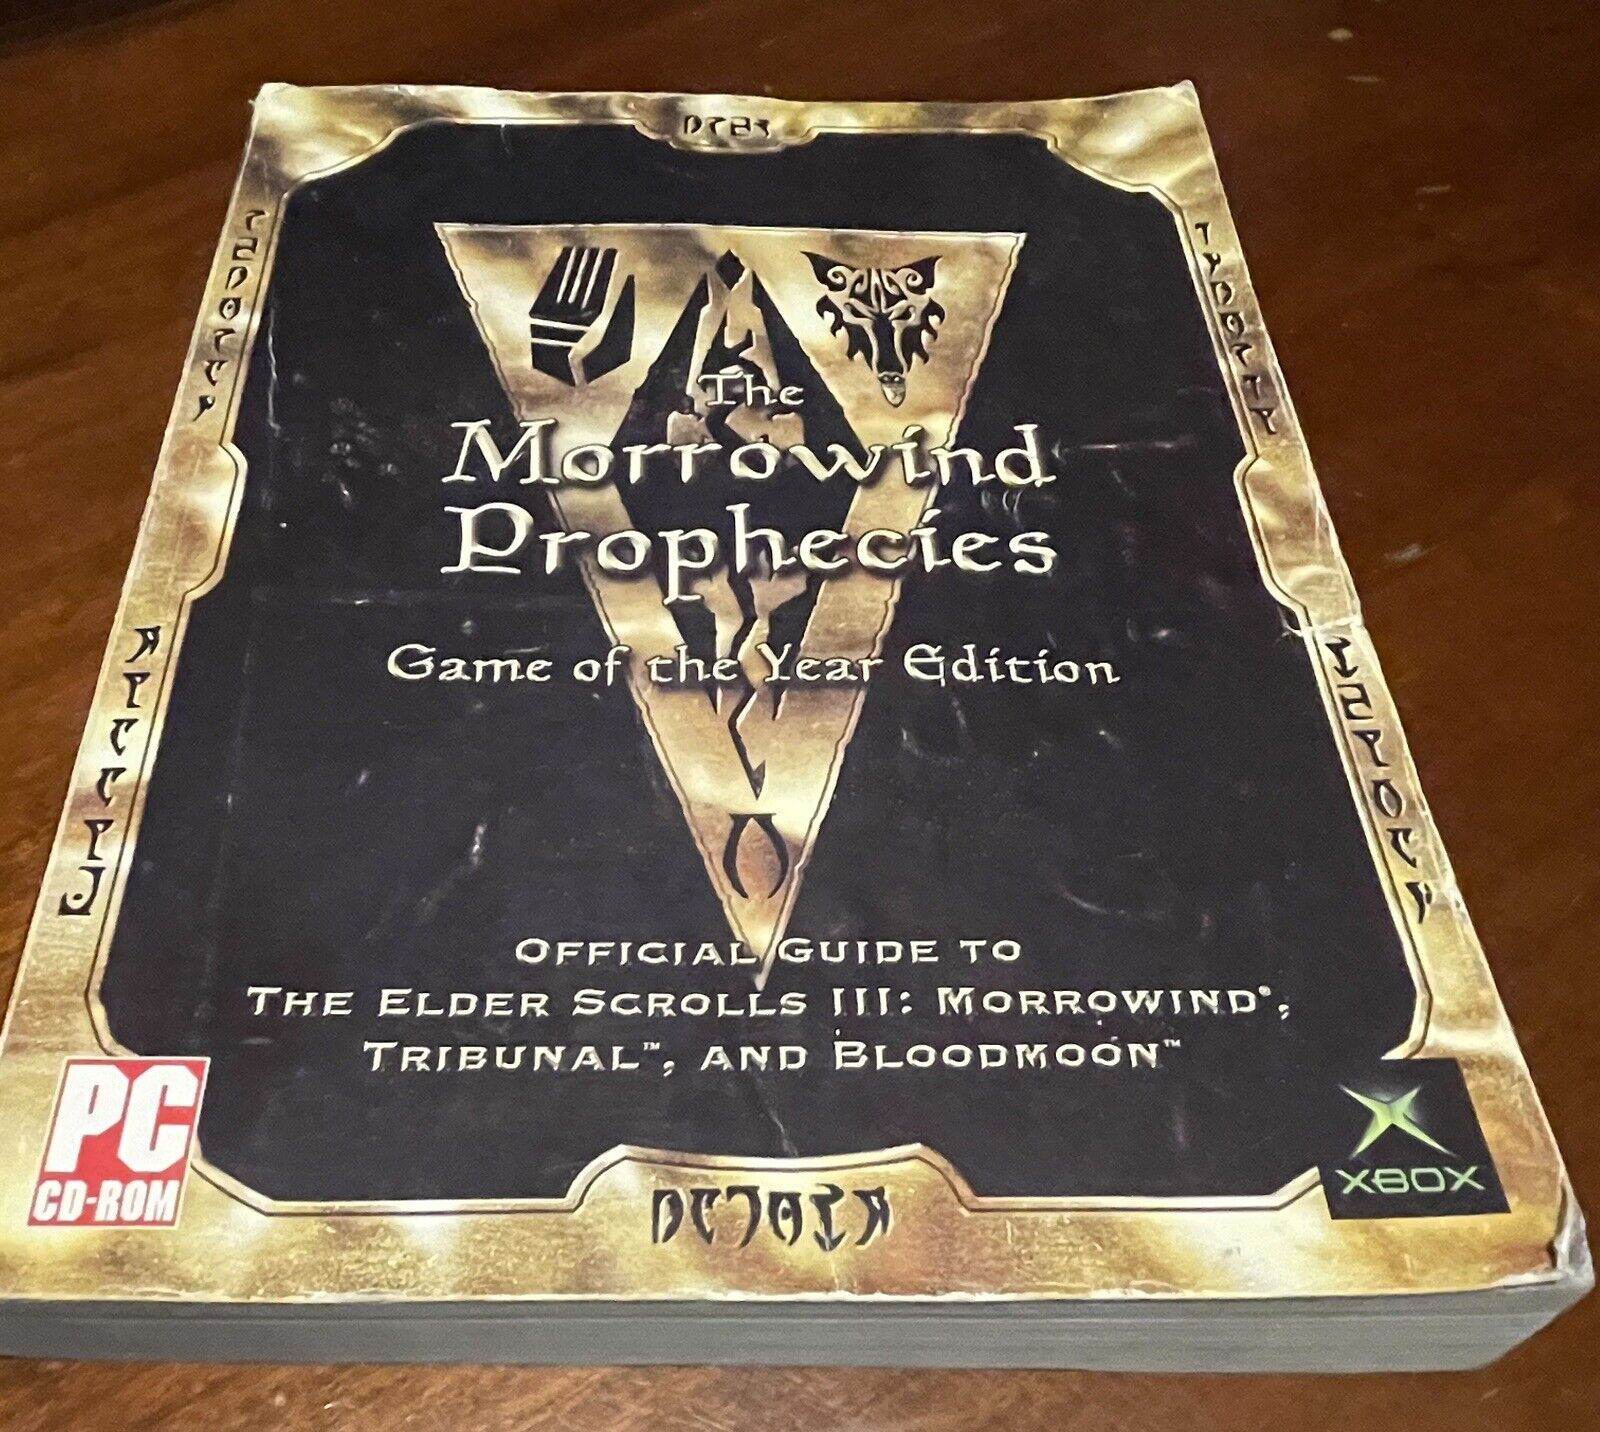 The
Morrowind
Prophecies
Game of the Year Edition
OFFICIAL GUIDE TO
THE ELDER SCROLLS III: MORROWIND®,
TRIBUNAL™, AND BLOODMOON™
PC
CD-ROM
XBOX